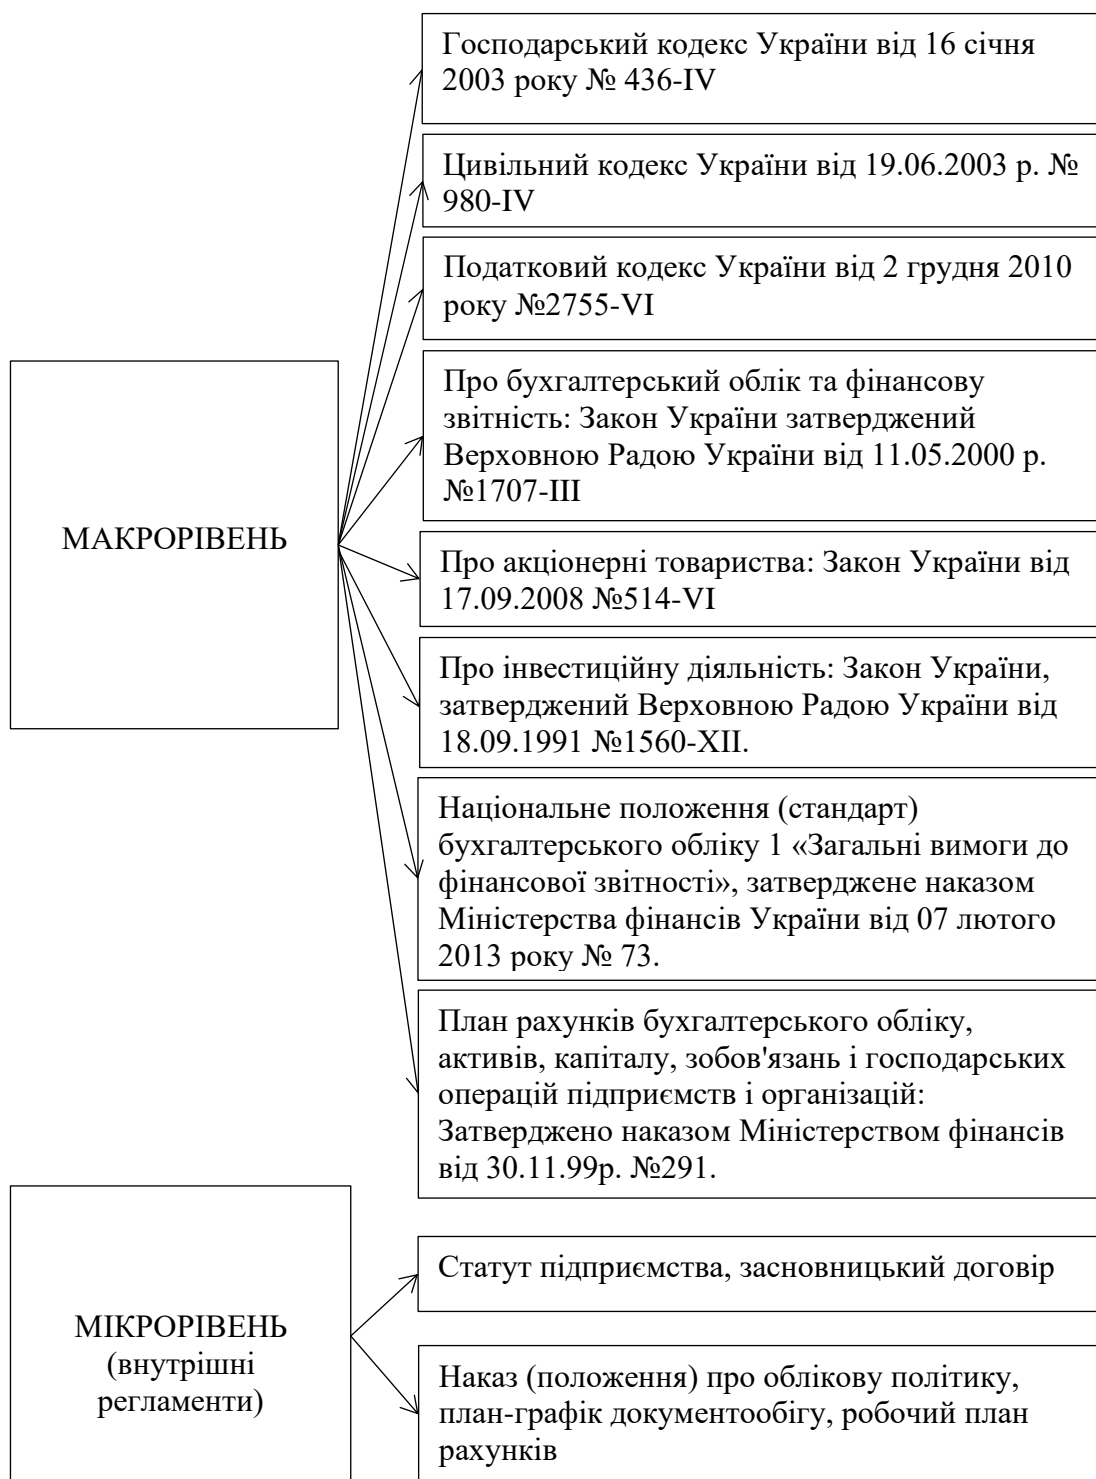 Господарський кодекс України від 16 січня
2003 року № 436-IV
Цивільний кодекс України від 19.06.2003 р. №
980-IV
Податковий кодекс України від 2 грудня 2010
року №2755-VI
Про бухгалтерський облік та фінансову
звітність: Закон України затверджений
Верховною Радою України від 11.05.2000 р.
№1707-III
МАКРОРІВЕНЬ
Про акціонерні товариства: Закон України від
17.09.2008 №514-VI
Про інвестиційну діяльність: Закон України,
затверджений Верховною Радою України від
18.09.1991 №1560-XII.
Національне положення (стандарт)
бухгалтерського обліку 1 «Загальні вимоги до
фінансової звітності», затверджене наказом
Міністерства фінансів України від 07 лютого
2013 року № 73.
План рахунків бухгалтерського обліку,
активів, капіталу, зобов'язань і господарських
операцій підприємств і організацій:
Затверджено наказом Міністерством фінансів
від 30.11.99р. №291.
МІКРОРІВЕНЬ
(внутрішні
регламенти)
Статут підприємства, засновницький договір
Наказ (положення) про облікову політику,
план-графік документообігу, робочий план
рахунків